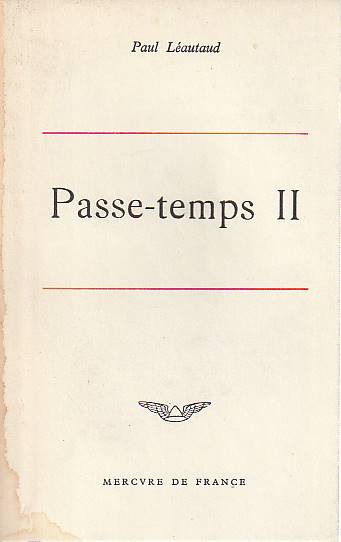 Paul Léautaud
Passe-temps II
MERCVRE DE FRANCE